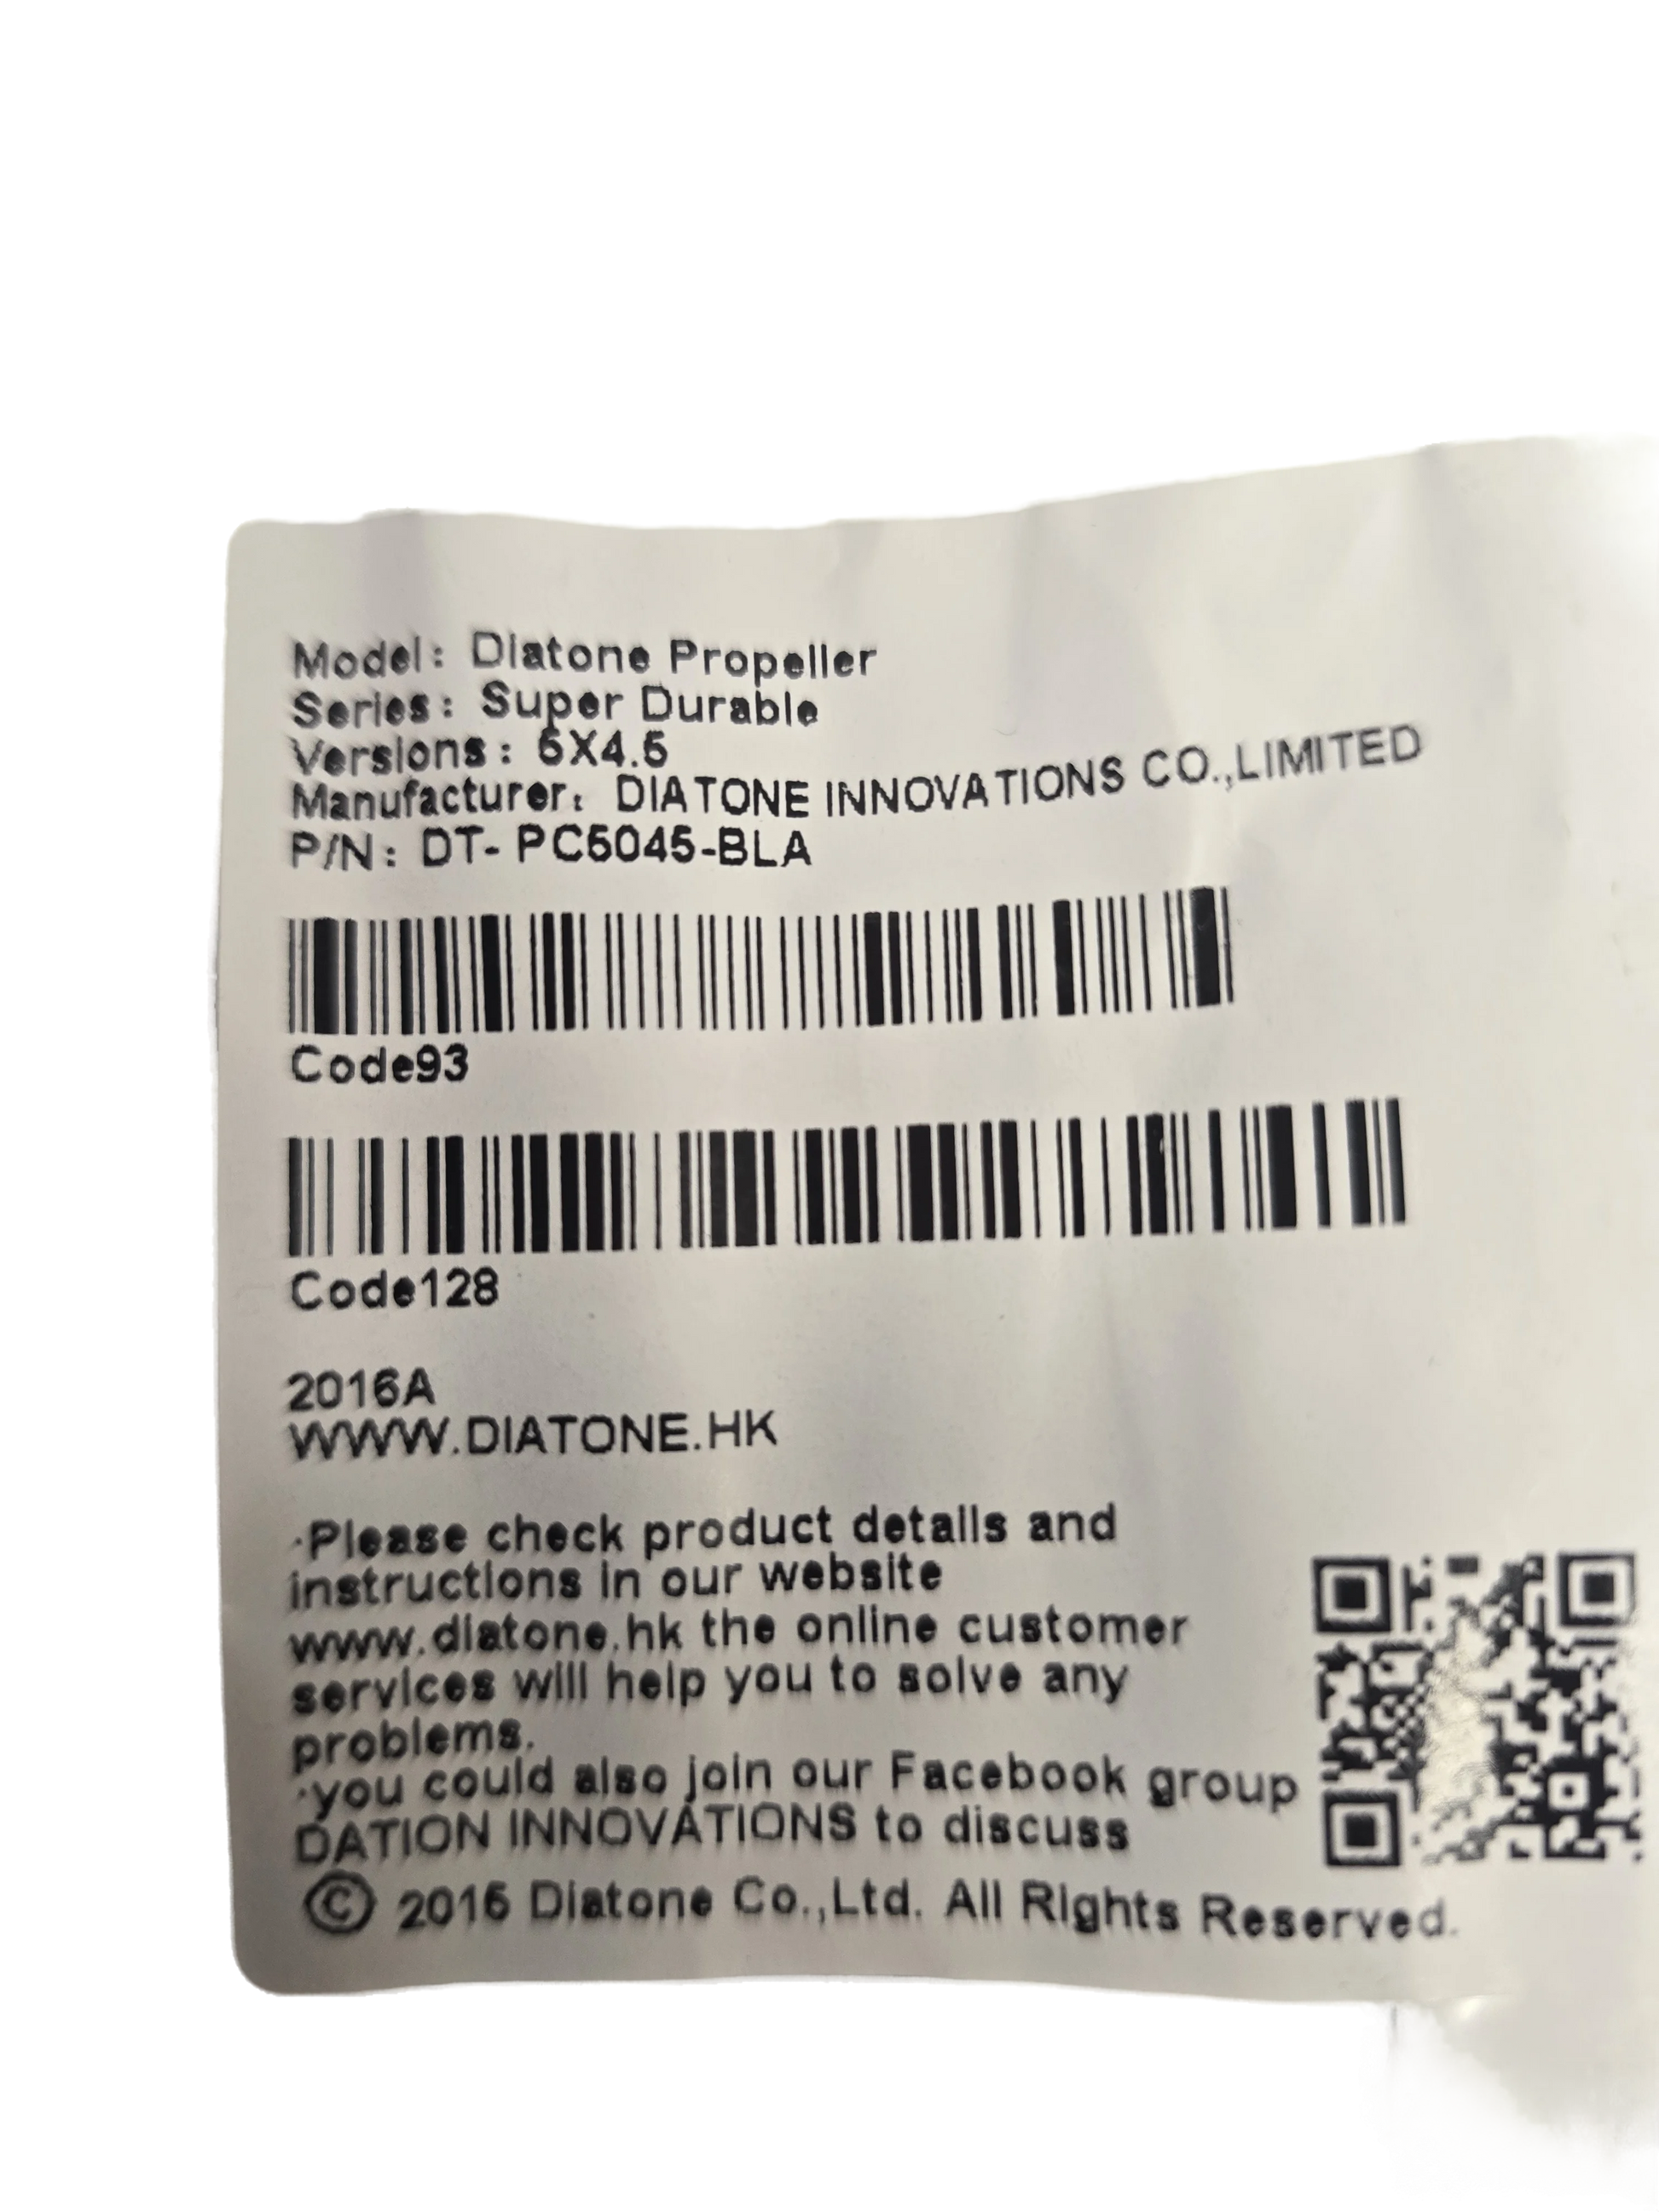 Model: Diatone Propeller
Series: Super Durable
Versions: 5X4.5
Manufacturer: DIATONE INNOVATIONS CO.,LIMITED
P/N: DT- PC5045-BLA
Code93
Code128
2016A
WWW.DIATONE.HK
·Please check product details and
instructions in our website
www.diatone.hk the online customer
services will help you to solve any
problems.
·you could also join our Facebook group
DATION INNOVATIONS to discuss
© 2015 Diatone Co.,Ltd. All Rights Reserved.